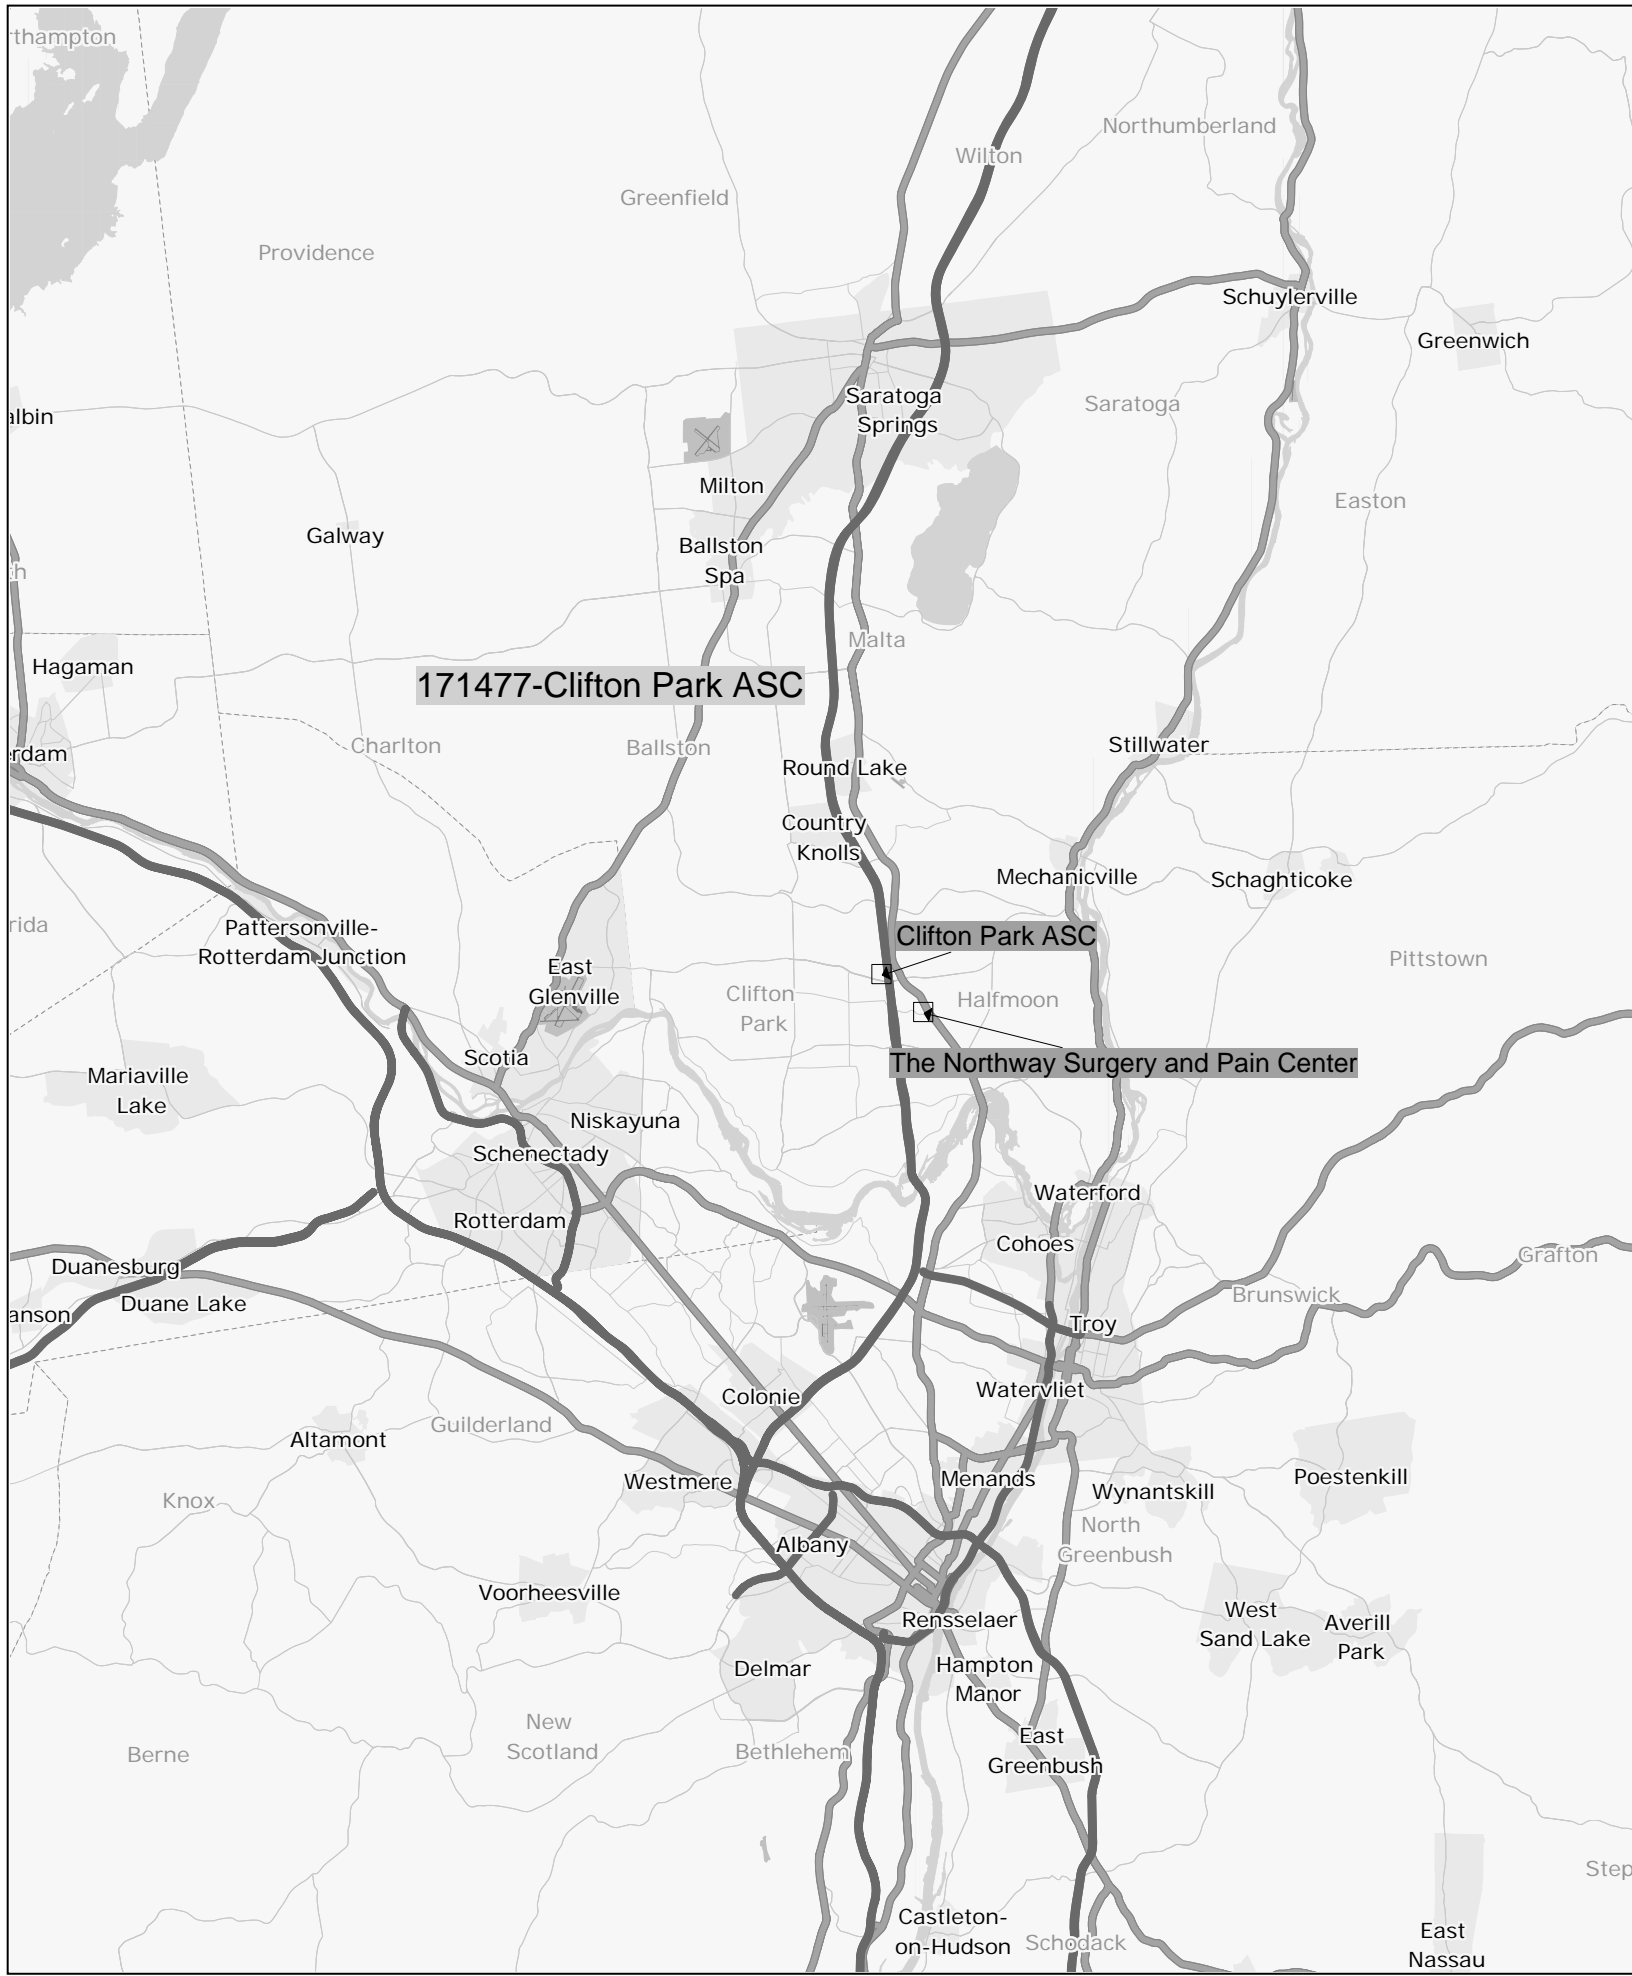 thampton
Northumberland
Wilton
Greenfield
Providence
Schuylerville
Greenwich
Saratoga
Springs
Saratoga
albin
Milton
Easton
Galway
Ballston
Spa
h
Malta
Hagaman
171477-Clifton Park ASC
Charlton
Ballston
Stillwater
erdam
Round Lake
Country
Knolls
Mechanicville
Schaghticoke
rida
Pattersonville-
Rotterdam Junction
Clifton Park ASC
Pittstown
East
Glenville
Clifton
Park
Halfmoon
Scotia
The Northway Surgery and Pain Center
Mariaville
Lake
Niskayuna
Schenectady
Waterford
Rotterdam
Cohoes
Grafton
Duanesburg
Brunswick
Duane Lake
anson
Troy
Watervliet
Colonie
Guilderland
Altamont
Westmere
Menands
Poestenkill
Wynantskill
Knox
North
Greenbush
Albany
Voorheesville
Rensselaer
West
Sand Lake
Averill
Park
Delmar
Hampton
Manor
New
Scotland
East
Greenbush
Berne
Bethlehem
Step
Castleton-
on-Hudson
Schodack
East
Nassau